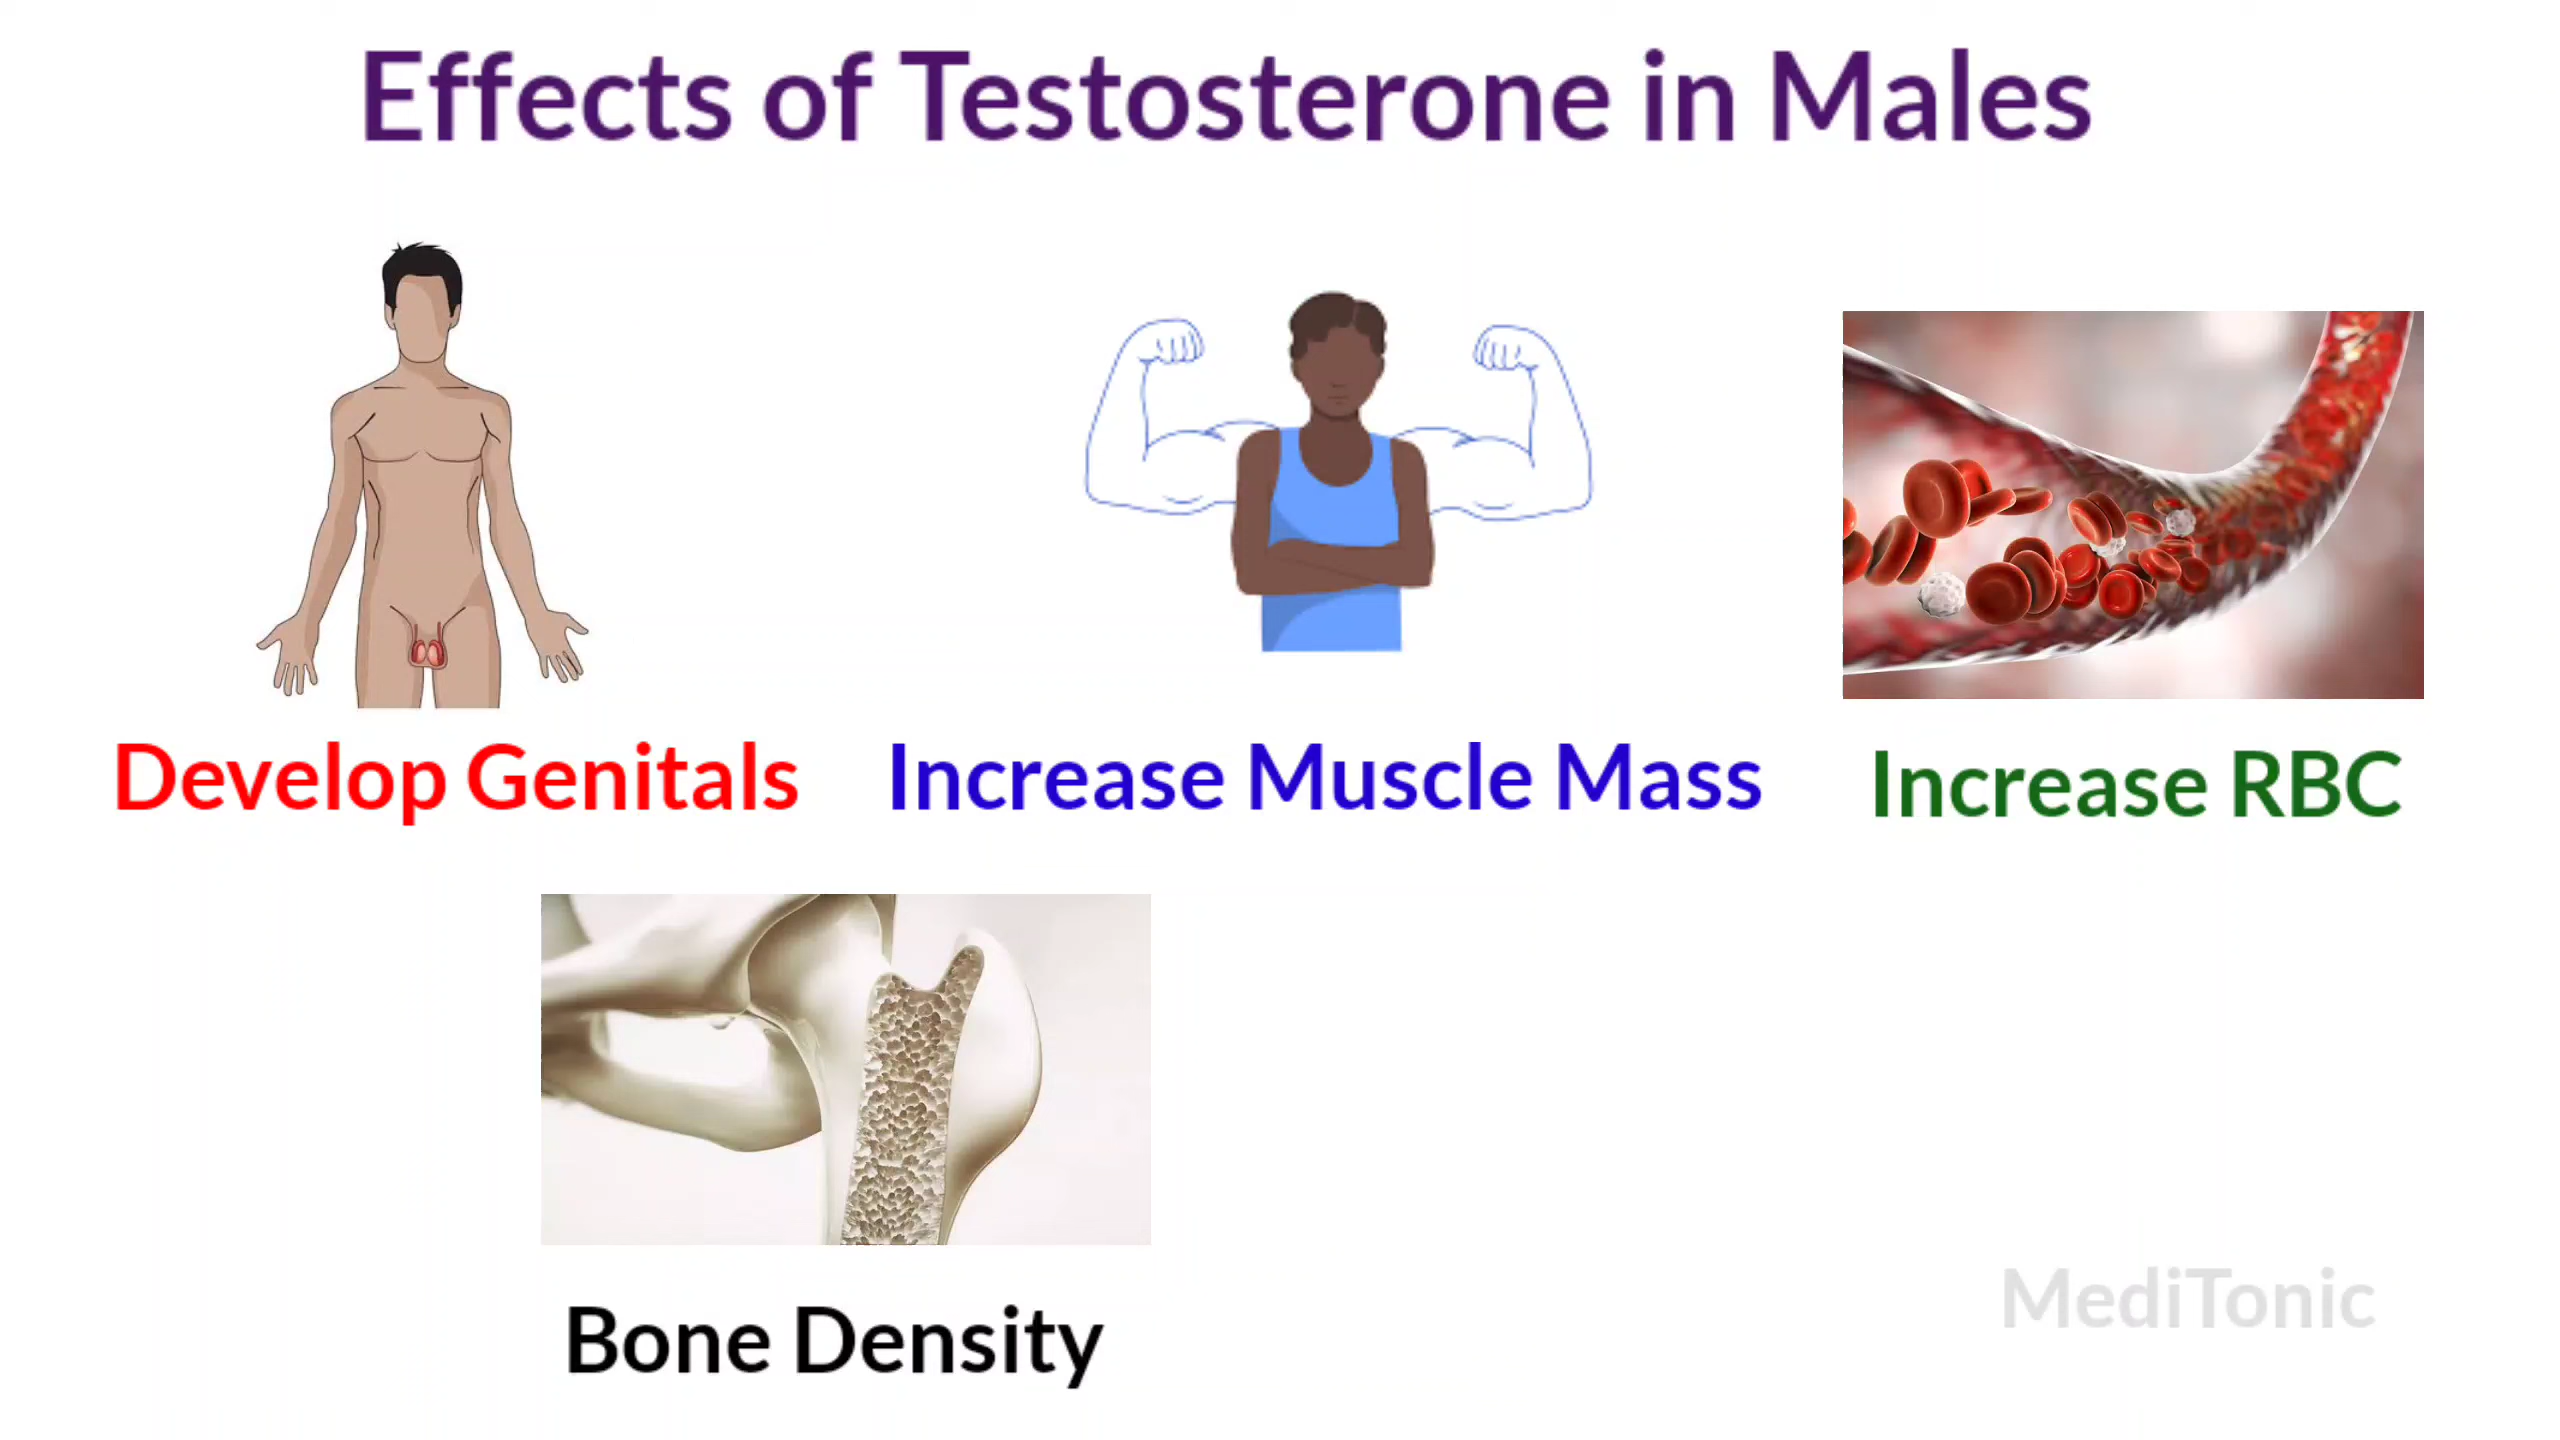 Effects of Testosterone in Males
Develop Genitals
Increase Muscle Mass
Increase RBC
Bone Density
MediTonic